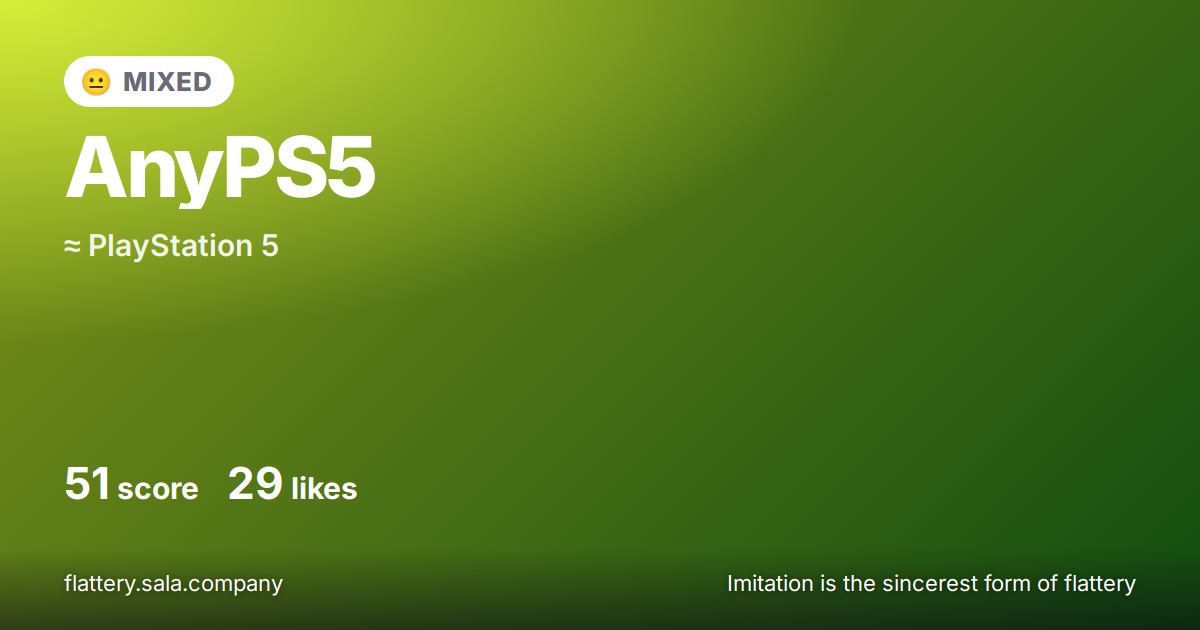 😐 MIXED
AnyPS5
≈ PlayStation 5
51 score 29 likes
flattery.sala.company
Imitation is the sincerest form of flattery